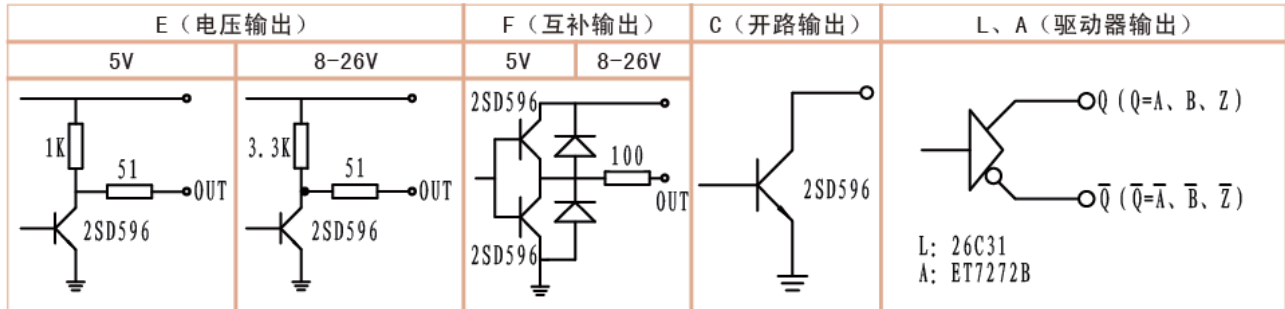 E（电压输出）
F（互补输出）
C（开路输出）
L、A（驱动器输出）
5V
8-26V
5V
8-26V
1K
51
OUT
2SD596
3.3K
51
OUT
2SD596
2SD596
100
OUT
2SD596
2SD596
Q（Q=A、B、Z）
Q̅（Q̅=A̅、B̅、Z̅）
L: 26C31
A: ET7272B